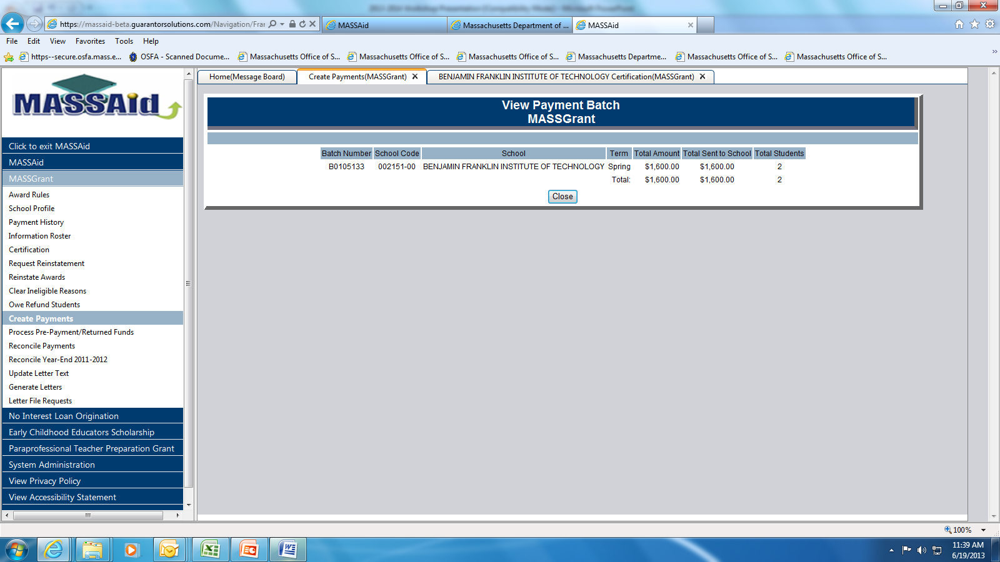 https://massaid-beta.guarantorsolutions.com/Navigation/Frar
MASSAid
Massachusetts Department of ...
MASSAid
File Edit View Favorites Tools Help
https--secure.osfa.mass.e...
OSFA - Scanned Docume...
Massachusetts Office of S...
Massachusetts Office of S...
Massachusetts Office of S...
Massachusetts Departme...
Massachusetts Office of S...
Massachusetts Office of S...
MASSAid
Click to exit MASSAid
MASSAid
MASSGrant
Award Rules
School Profile
Payment History
Information Roster
Certification
Request Reinstatement
Reinstate Awards
Clear Ineligible Reasons
Owe Refund Students
Create Payments
Process Pre-Payment/Returned Funds
Reconcile Payments
Reconcile Year-End 2011-2012
Update Letter Text
Generate Letters
Letter File Requests
No Interest Loan Origination
Early Childhood Educators Scholarship
Paraprofessional Teacher Preparation Grant
System Administration
View Privacy Policy
View Accessibility Statement
Home(Message Board)
Create Payments(MASSGrant)
BENJAMIN FRANKLIN INSTITUTE OF TECHNOLOGY Certification(MASSGrant)
View Payment Batch
MASSGrant
Batch Number School Code School Term Total Amount Total Sent to School Total Students
B0105133 002151-00 BENJAMIN FRANKLIN INSTITUTE OF TECHNOLOGY Spring $1,600.00 $1,600.00 2
Total: $1,600.00 $1,600.00 2
Close
100%
11:39 AM
6/19/2013